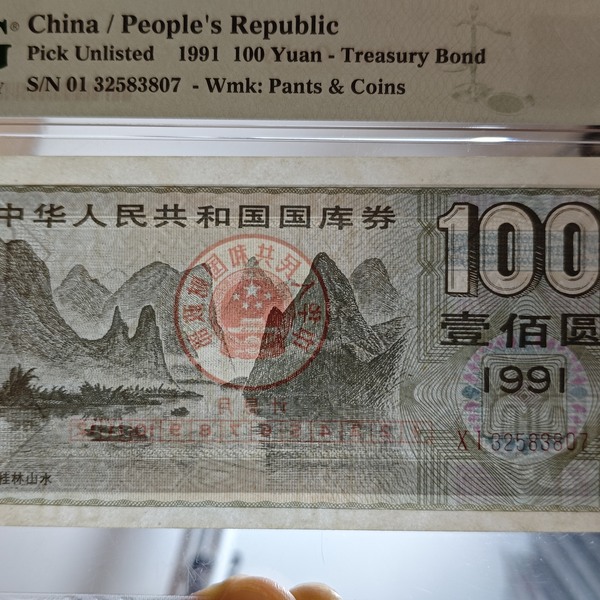 China / People's Republic
Pick Unlisted 1991 100 Yuan - Treasury Bond
S/N 01 32583807 - Wmk: Pants & Coins
中华人民共和国国库券
100
壹佰圆
1991
XI 32583807
桂林山水